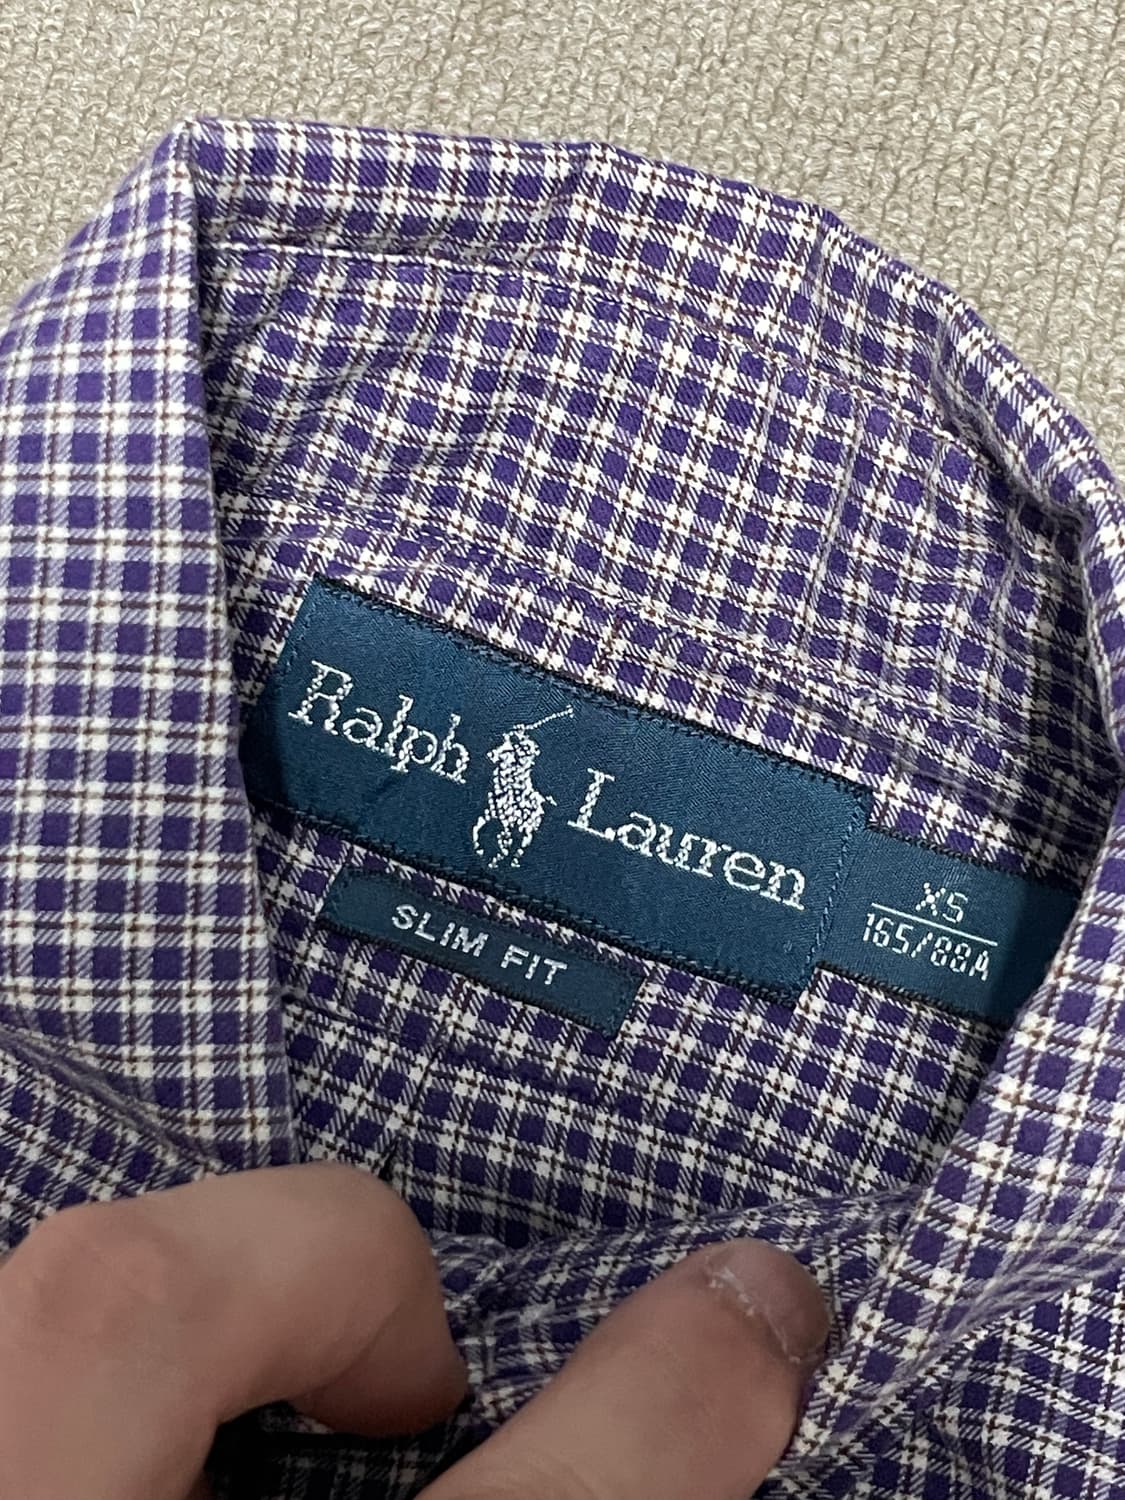 Ralph Lauren
XS
165/88A
SLIM FIT